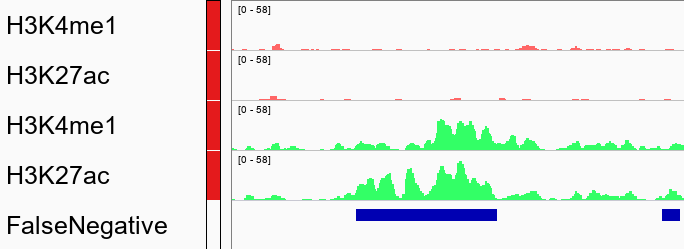 H3K4me1
[0 - 58]
H3K27ac
[0 - 58]
H3K4me1
[0 - 58]
H3K27ac
[0 - 58]
FalseNegative